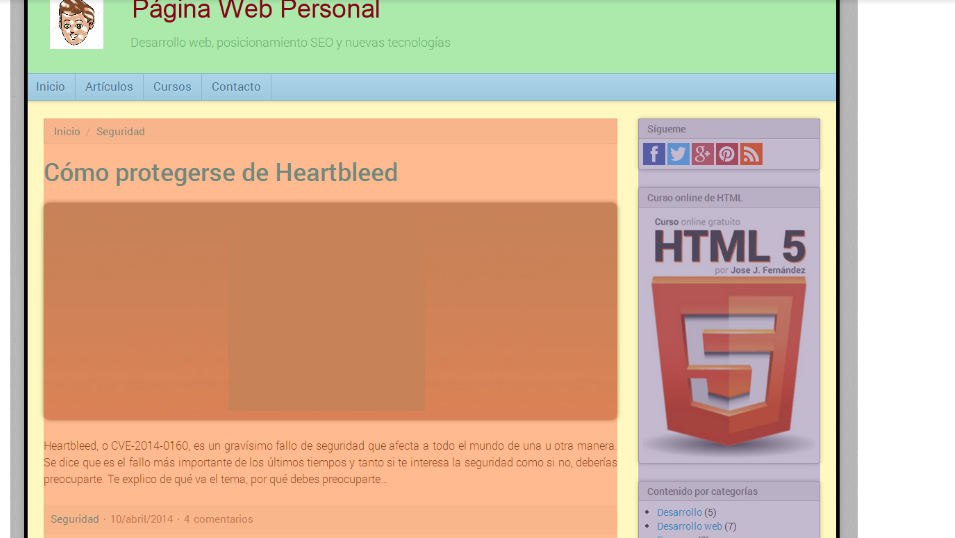 Página Web Personal
Desarrollo web, posicionamiento SEO y nuevas tecnologías
Inicio Artículos Cursos Contacto
Inicio / Seguridad
Cómo protegerse de Heartbleed
Heartbleed, o CVE-2014-0160, es un gravísimo fallo de seguridad que afecta a todo el mundo de una u otra manera.
Se dice que es el fallo más importante de los últimos tiempos y tanto si te interesa la seguridad como si no, deberías
preocuparte. Te explico de qué va el tema, por qué debes preocuparte...
Seguridad · 10/abril/2014 · 4 comentarios
Sígueme
Curso online de HTML
Curso online gratuito
HTML 5
por Jose J. Fernández
Contenido por categorías
Desarrollo (5)
Desarrollo web (7)